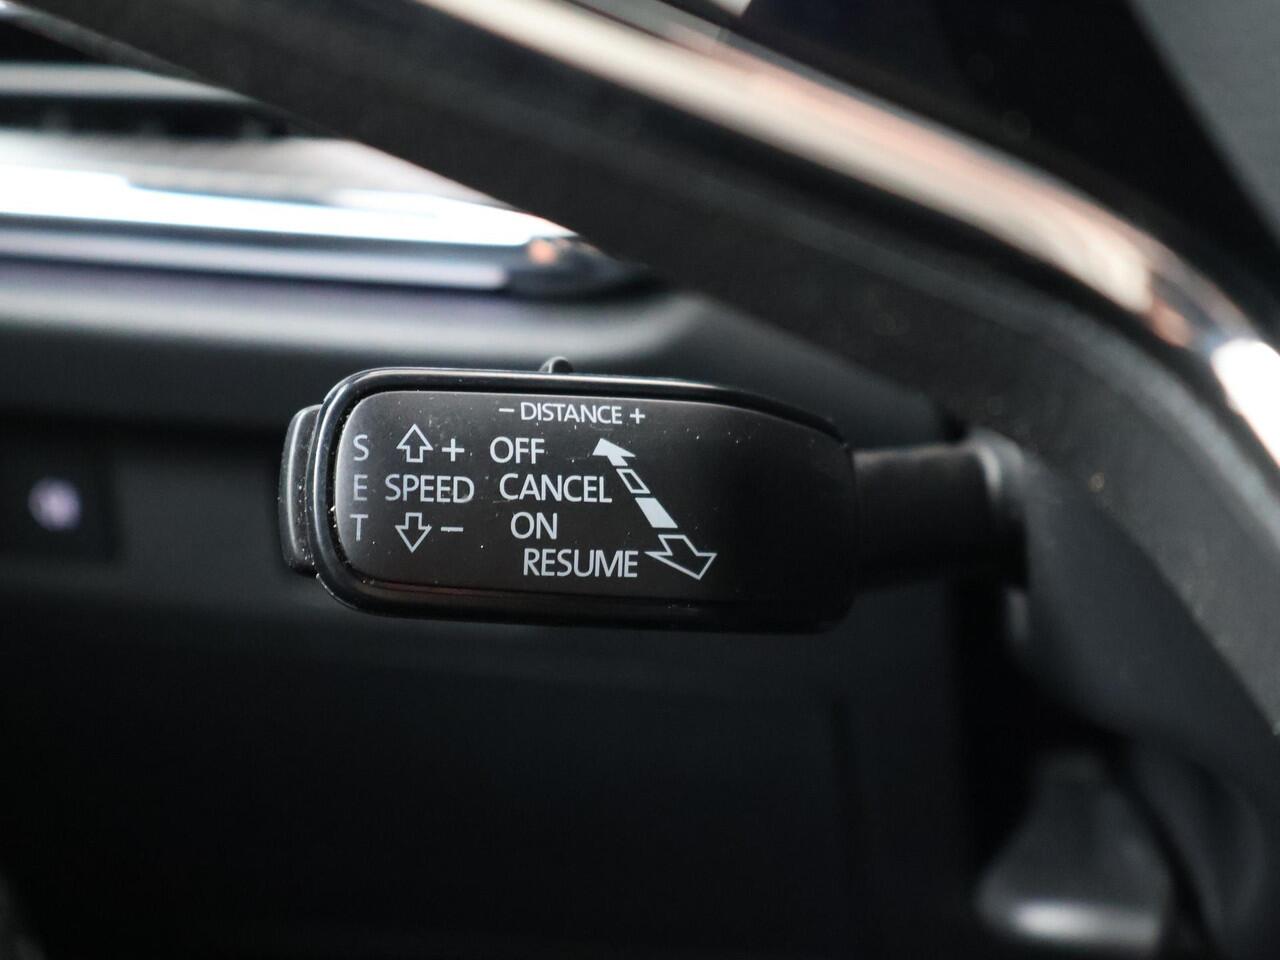 - DISTANCE +
S ⇧ + OFF
E SPEED CANCEL
T ⇩ - ON
RESUME